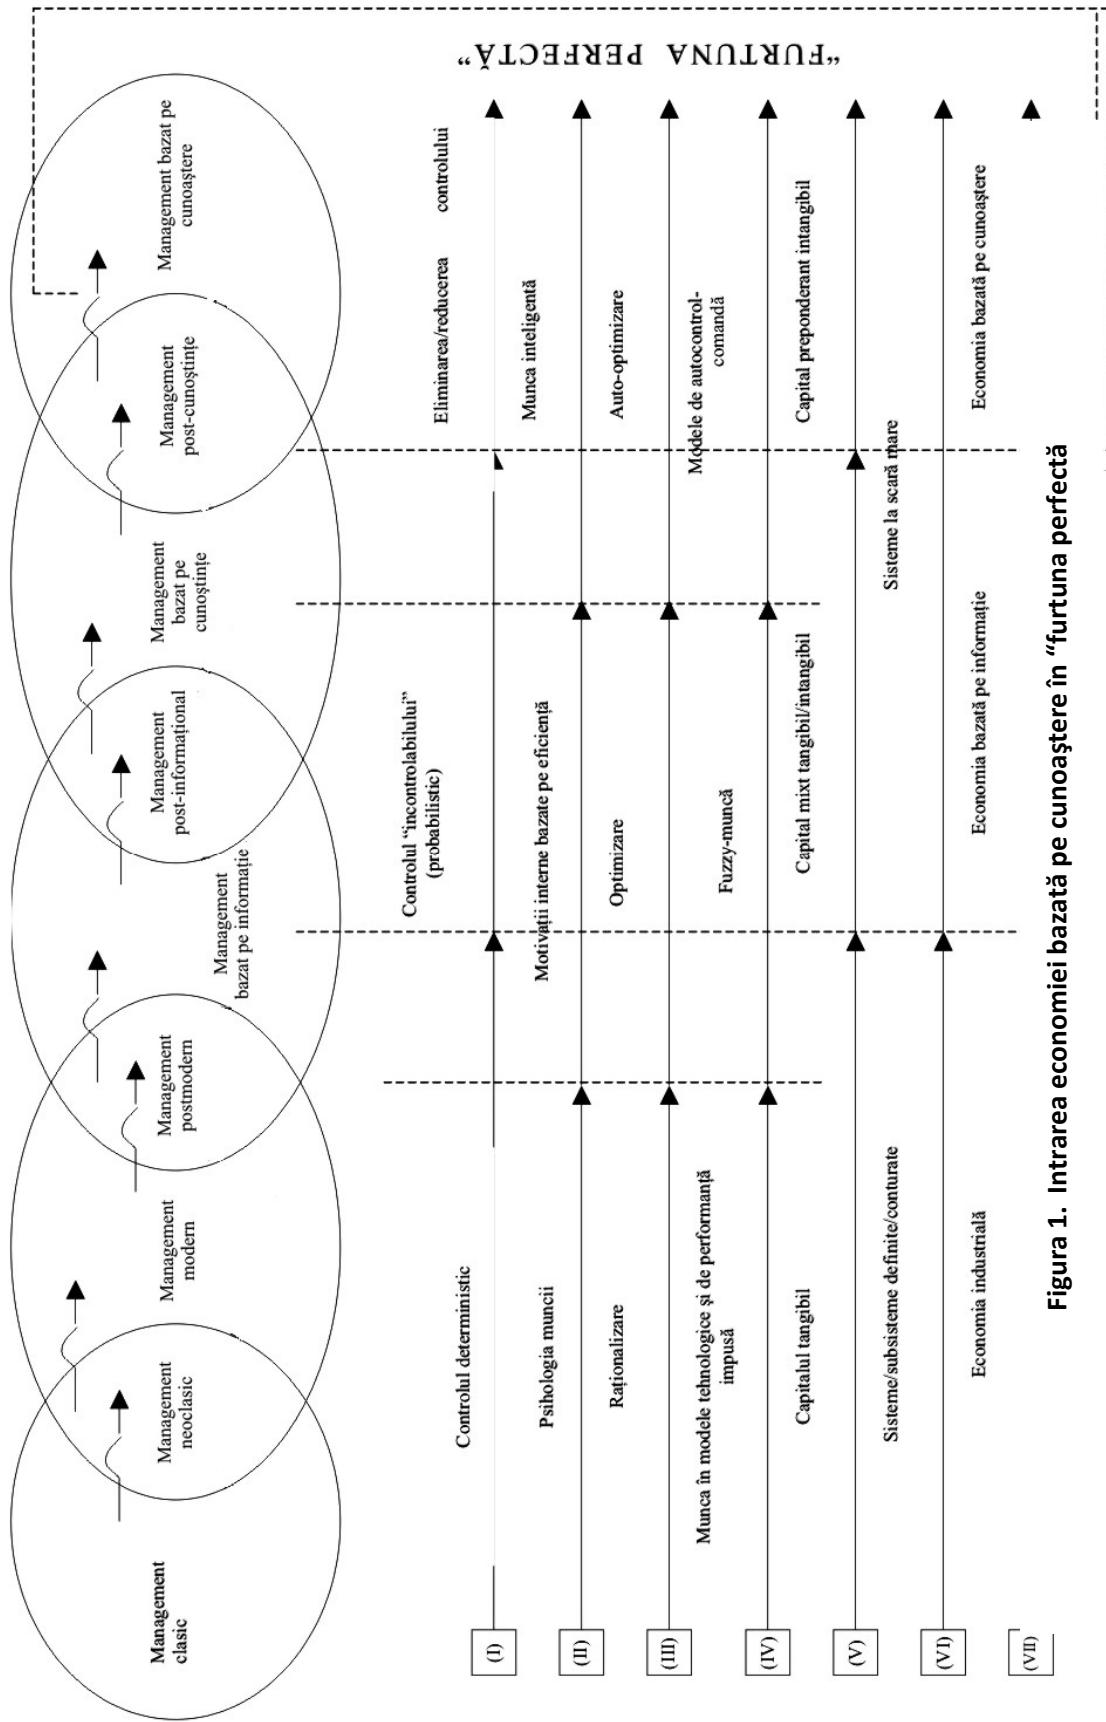 Management
clasic
Management
neoclasic
Management
modern
Management
postmodern
Management
bazat pe informație
Management
post-informațional
Management
bazat pe
cunoștințe
Management
post-cunoștințe
Management bazat pe
cunoaștere
(I)
Controlul deterministic
Controlul “incontrolabilului”
(probabilistic)
Eliminarea/reducerea controlului
(II)
Psihologia muncii
Motivații interne bazate pe eficiență
Munca inteligentă
(III)
Raționalizare
Optimizare
Auto-optimizare
(IV)
Munca în modele tehnologice și de performanță
impusă
Fuzzy-muncă
Modele de autocontrol-
comandă
(V)
Capitalul tangibil
Capital mixt tangibil/intangibil
Capital preponderant intangibil
(VI)
Sisteme/subsisteme definite/conturate
Sisteme la scară mare
(VII)
Economia industrială
Economia bazată pe informație
Economia bazată pe cunoaștere
“FURTUNA PERFECTĂ”
Figura 1. Intrarea economiei bazată pe cunoaştere în “furtuna perfectă